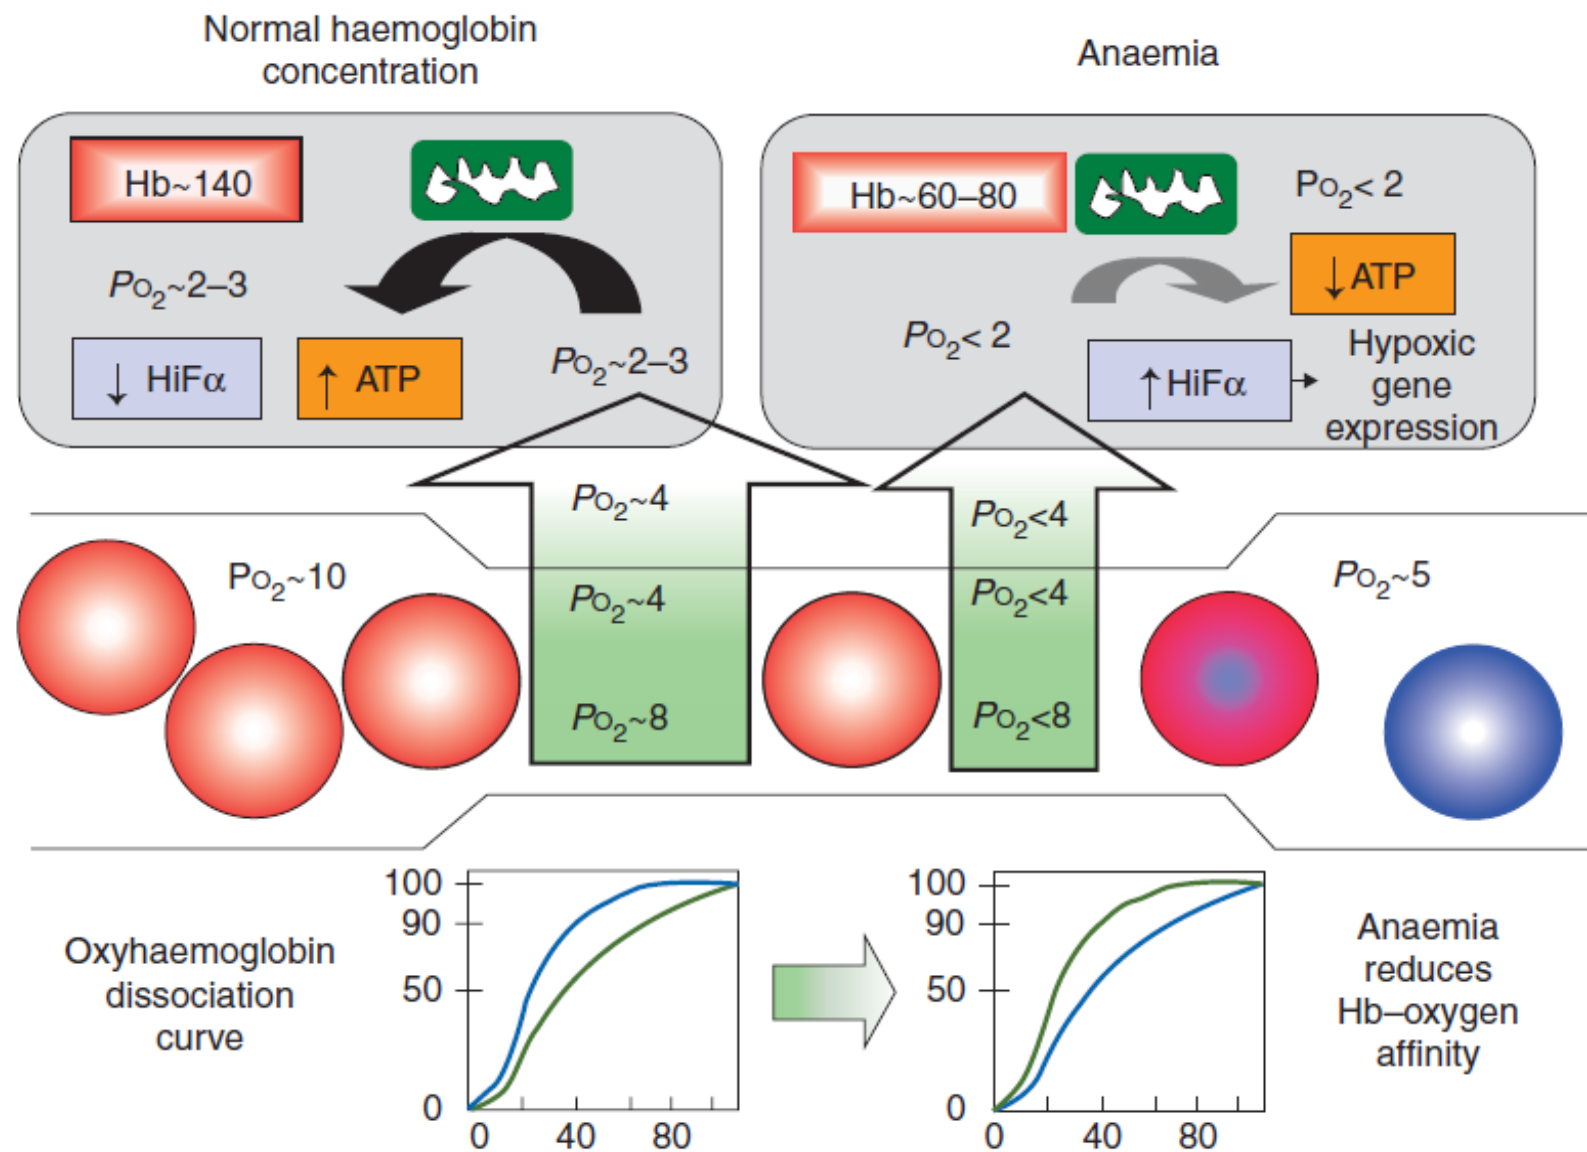 Normal haemoglobin
concentration
Anaemia
Hb~140
PO₂~2–3
↓ HiFα
↑ ATP
PO₂~2–3
Hb~60–80
PO₂< 2
↓ATP
PO₂< 2
↑HiFα
Hypoxic
gene
expression
PO₂~4
PO₂<4
PO₂~10
PO₂~4
PO₂<4
PO₂~5
PO₂~8
PO₂<8
Oxyhaemoglobin
dissociation
curve
100
90
50
0
0 40 80
100
90
50
0
0 40 80
Anaemia
reduces
Hb–oxygen
affinity